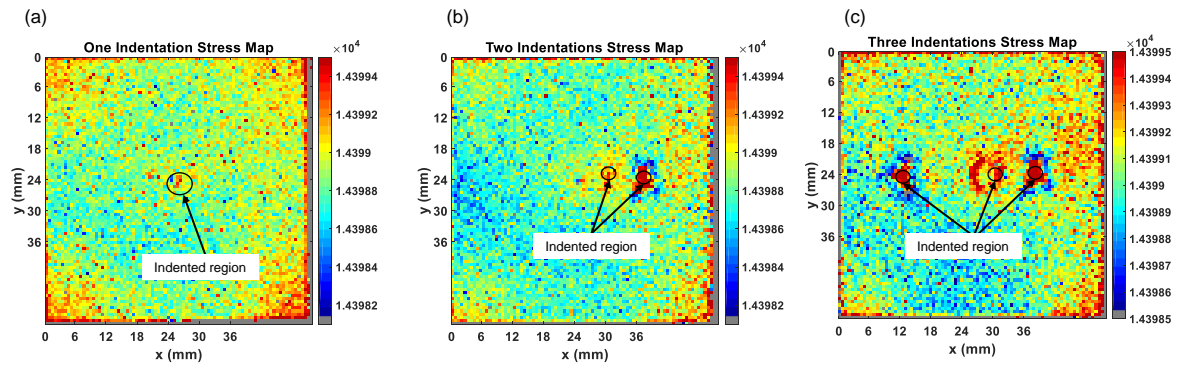 (a)
One Indentation Stress Map
×10⁴
0
6
12
18
24
30
36
y (mm)
0 6 12 18 24 30 36
x (mm)
Indented region
1.43994
1.43992
1.4399
1.43988
1.43986
1.43984
1.43982
(b)
Two Indentations Stress Map
×10⁴
0
6
12
18
24
30
36
y (mm)
0 6 12 18 24 30 36
x (mm)
Indented region
1.43994
1.43992
1.4399
1.43988
1.43986
1.43984
1.43982
(c)
Three Indentations Stress Map
×10⁴
0
6
12
18
24
30
36
y (mm)
0 6 12 18 24 30 36
x (mm)
Indented region
1.43995
1.43994
1.43993
1.43992
1.43991
1.4399
1.43989
1.43988
1.43987
1.43986
1.43985